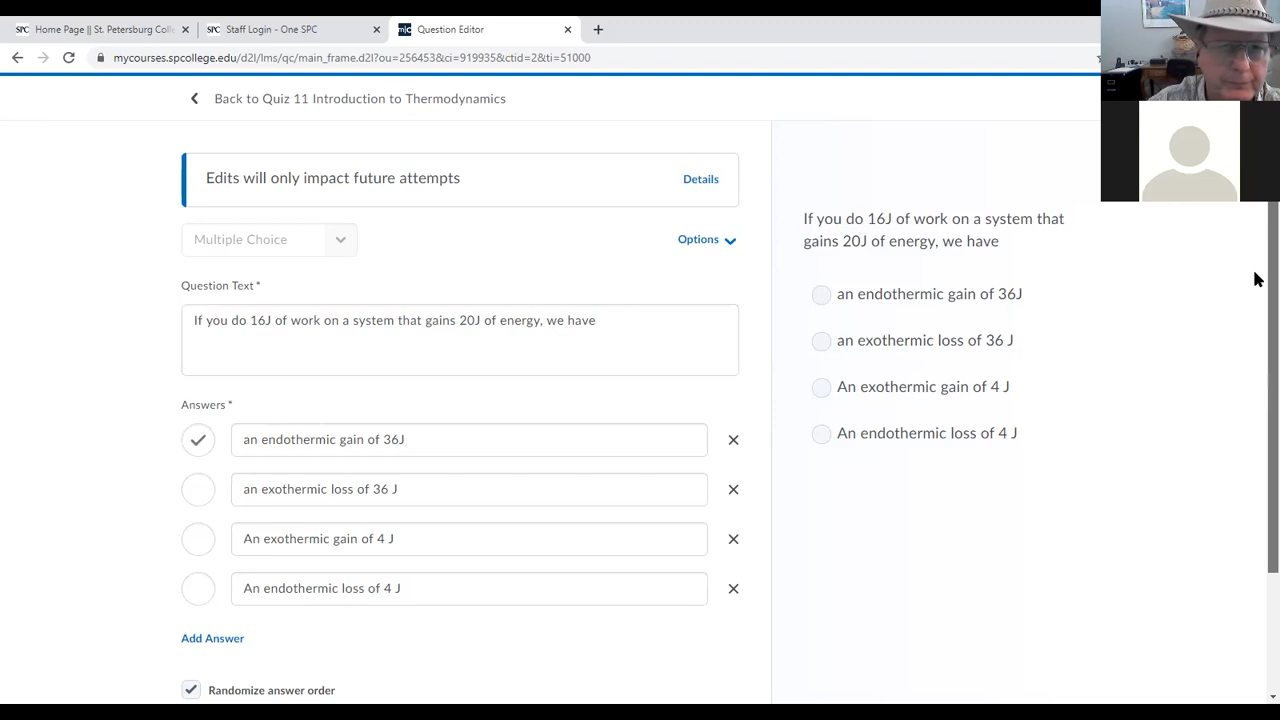 SPC Home Page || St. Petersburg Coll
SPC Staff Login - One SPC
Question Editor
mycourses.spcollege.edu/d2l/lms/qc/main_frame.d2l?ou=256453&ci=919935&ctid=2&ti=51000
Back to Quiz 11 Introduction to Thermodynamics
Edits will only impact future attempts
Details
Multiple Choice
Options
Question Text *
If you do 16J of work on a system that gains 20J of energy, we have
Answers *
an endothermic gain of 36J
an exothermic loss of 36 J
An exothermic gain of 4 J
An endothermic loss of 4 J
Add Answer
Randomize answer order
If you do 16J of work on a system that
gains 20J of energy, we have
an endothermic gain of 36J
an exothermic loss of 36 J
An exothermic gain of 4 J
An endothermic loss of 4 J